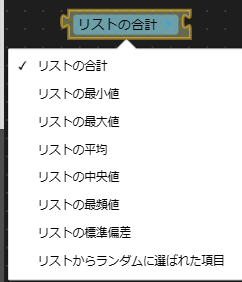 リストの合計
✓ リストの合計
リストの最小値
リストの最大値
リストの平均
リストの中央値
リストの最頻値
リストの標準偏差
リストからランダムに選ばれた項目